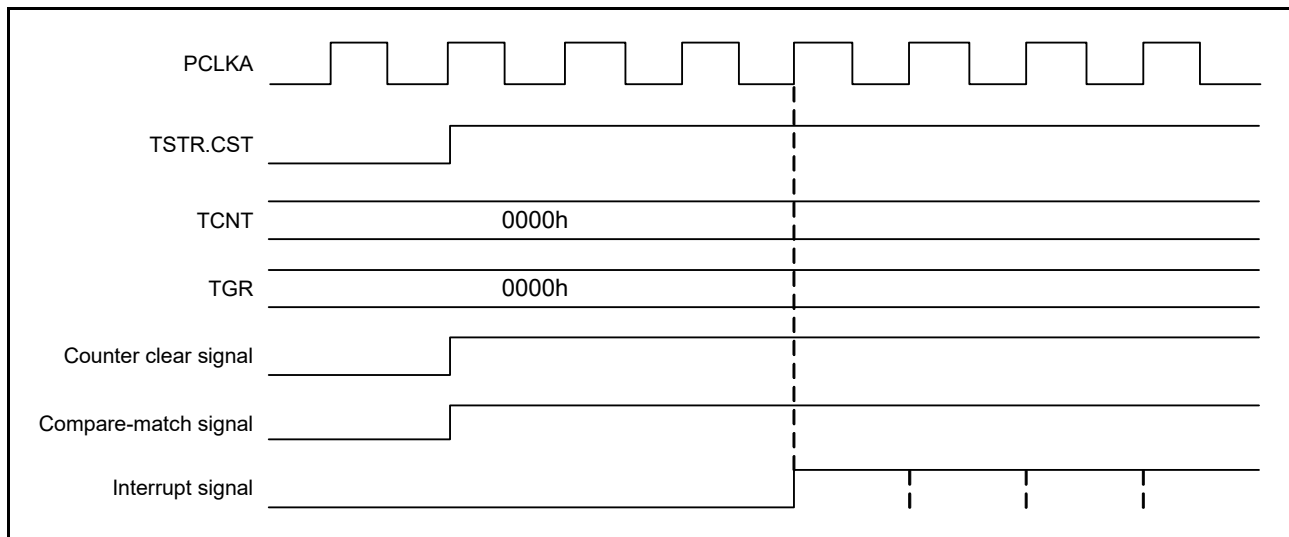 PCLKA
TSTR.CST
TCNT 0000h
TGR 0000h
Counter clear signal
Compare-match signal
Interrupt signal